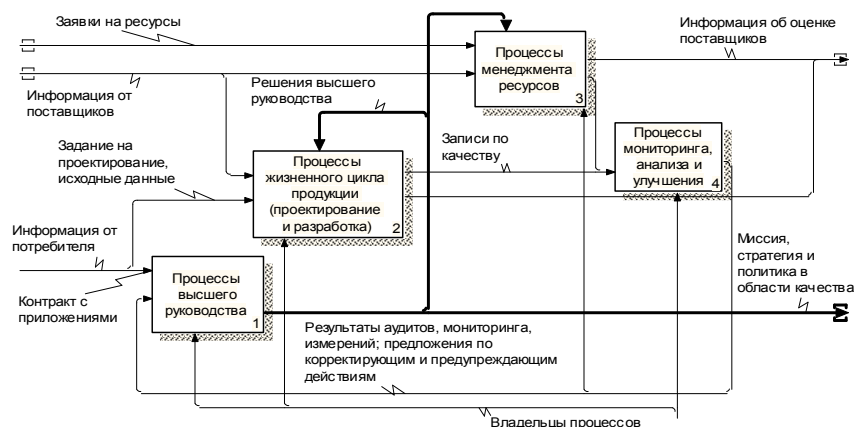 Заявки на ресурсы
Информация об оценке
поставщиков
Процессы
менеджмента
ресурсов
3
Информация от
поставщиков
Решения высшего
руководства
Задание на
проектирование,
исходные данные
Процессы
жизненного цикла
продукции
(проектирование
и разработка)
2
Записи по
качеству
Процессы
мониторинга,
анализа и
улучшения
4
Информация от
потребителя
Контракт с
приложениями
Процессы
высшего
руководства
1
Миссия,
стратегия и
политика в
области качества
Результаты аудитов, мониторинга,
измерений; предложения по
корректирующим и предупреждающим
действиям
Владельцы процессов